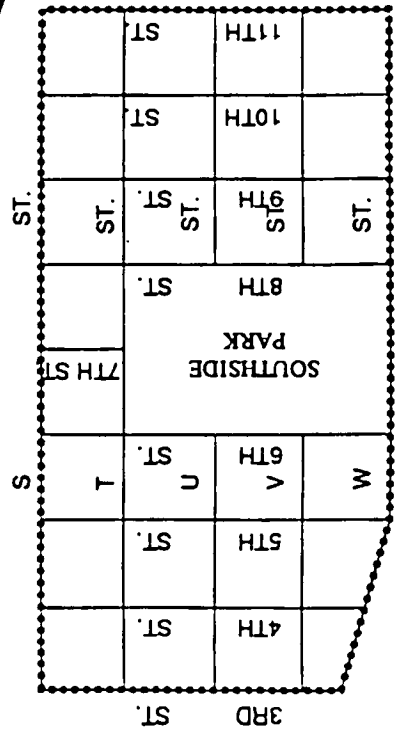 11TH ST.
10TH ST.
9TH ST.
8TH ST.
SOUTHSIDE
PARK
7TH ST
6TH ST.
5TH ST.
4TH ST.
3RD ST.
S ST.
T ST.
U ST.
V ST.
W ST.